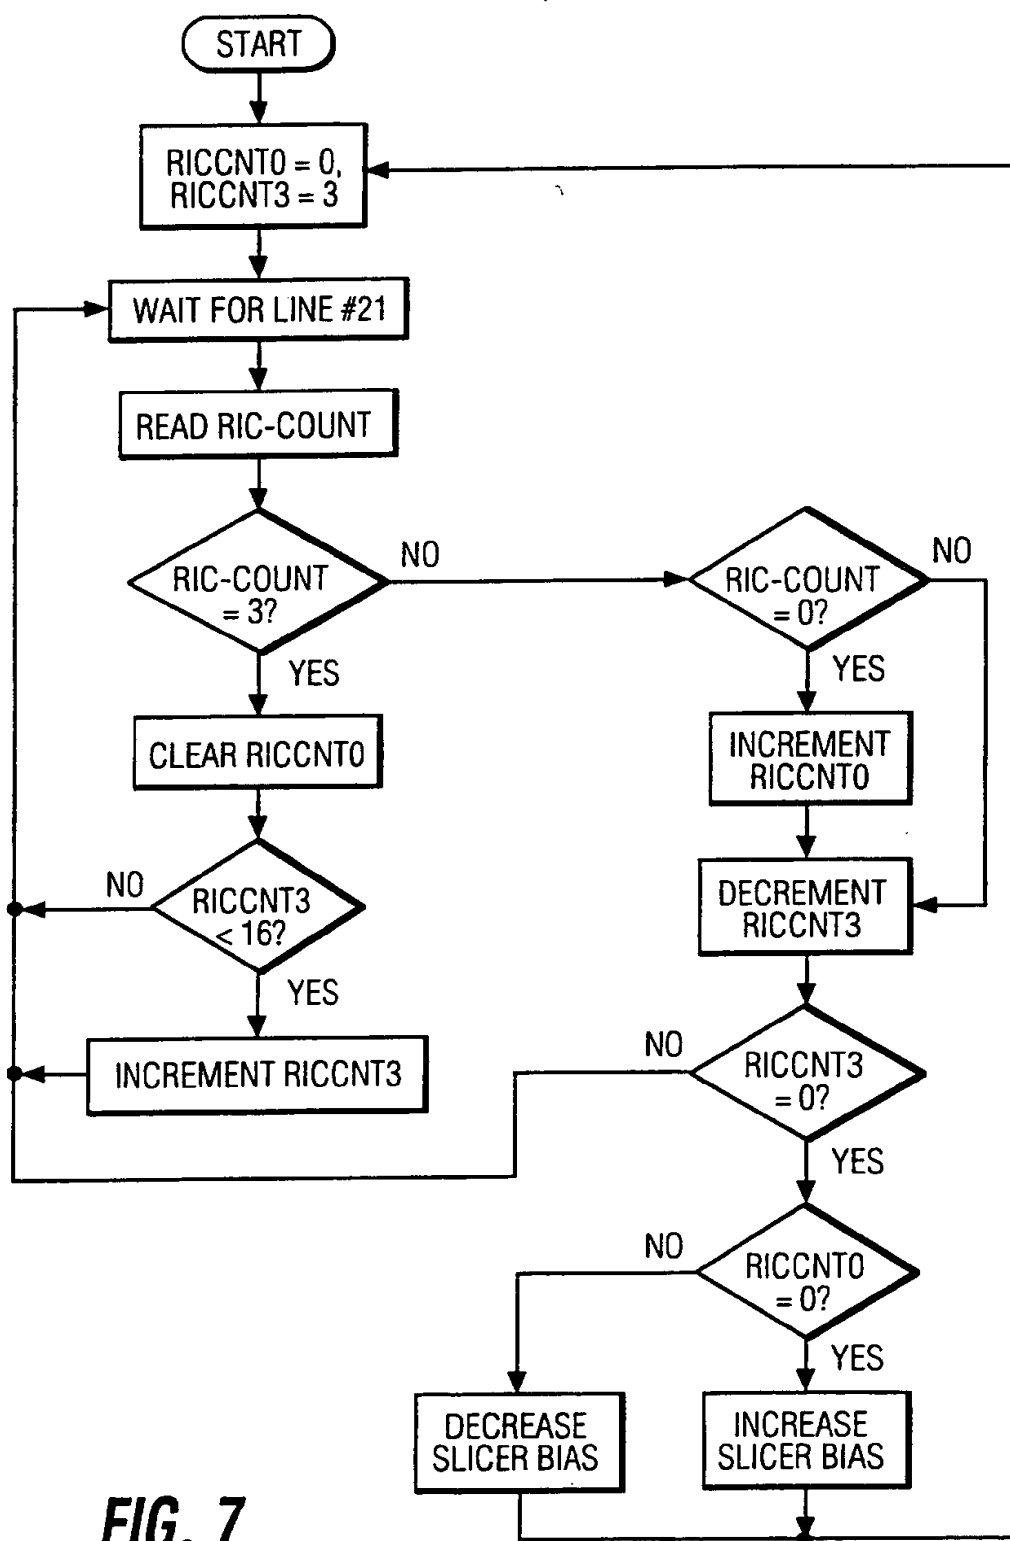 START
RICCNT0 = 0,
RICCNT3 = 3
WAIT FOR LINE #21
READ RIC-COUNT
RIC-COUNT
= 3?
NO
YES
RIC-COUNT
= 0?
NO
YES
CLEAR RICCNT0
INCREMENT
RICCNT0
RICCNT3
< 16?
NO
YES
DECREMENT
RICCNT3
INCREMENT RICCNT3
RICCNT3
= 0?
NO
YES
RICCNT0
= 0?
NO
YES
DECREASE
SLICER BIAS
INCREASE
SLICER BIAS
FIG. 7